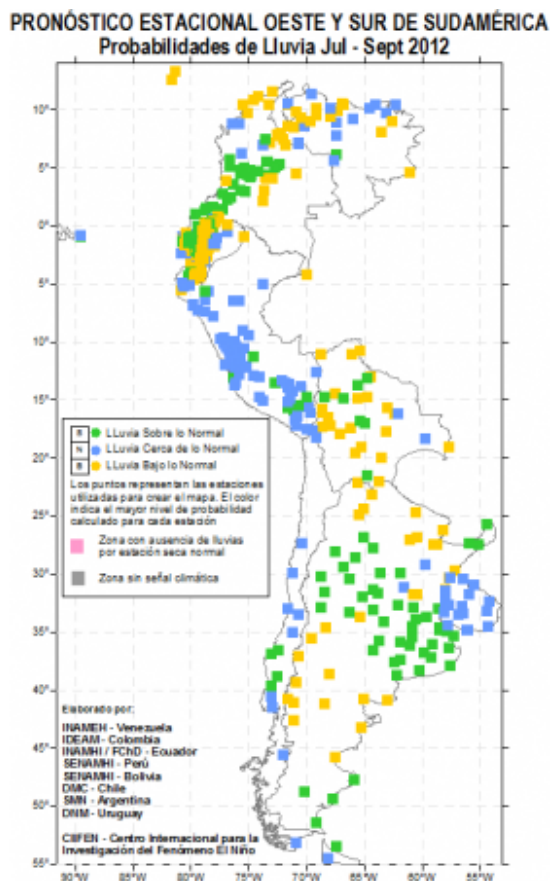 PRONÓSTICO ESTACIONAL OESTE Y SUR DE SUDAMÉRICA
Probabilidades de Lluvia Jul - Sept 2012
10°
5°
0°
5°
10°
15°
20°
25°
30°
35°
40°
45°
50°
55°
LLuvia Sobre lo Normal
N LLuvia Cerca de lo Normal
B LLuvia Bajo lo Normal
Los puntos representan las estaciones
utilizadas para crear el mapa. El color
indica el mayor nivel de probabilidad
calculado para cada estación
Zona con ausencia de lluvias
por estación seca normal
Zona sin señal climática
Elaborado por:
INAMEH - Venezuela
IDEAM - Colombia
INAMHI / FChD - Ecuador
SENAMHI - Perú
SENAMHI - Bolivia
DMC - Chile
SMN - Argentina
DNM - Uruguay
CIIFEN - Centro Internacional para la
Investigación del Fenómeno El Niño
90°W 85°W 80°W 75°W 70°W 65°W 60°W 55°W